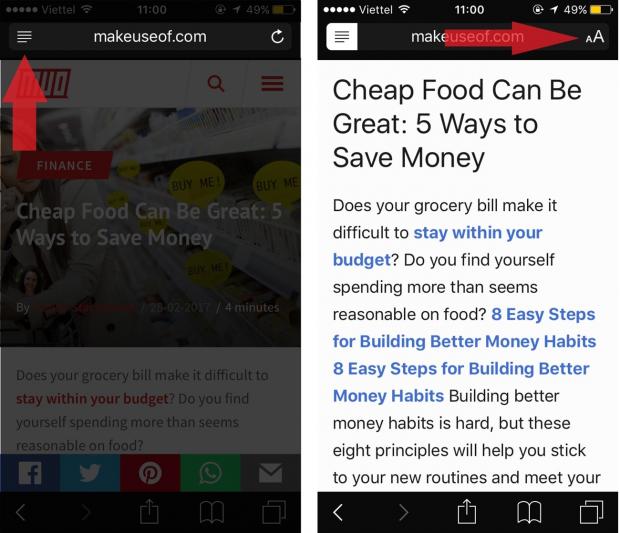 Viettel 11:00 49%
makeuseof.com
MUO
FINANCE
BUY ME!
BUY ME!
BUY ME!
Cheap Food Can Be Great: 5
Ways to Save Money
By / 25-02-2017 / 4 minutes
Does your grocery bill make it difficult to
stay within your budget? Do you find
yourself spending more than seems
reasonable on food?
Viettel 11:00 49%
makeuseof.com AA
Cheap Food Can Be
Great: 5 Ways to
Save Money
Does your grocery bill make it
difficult to stay within your
budget? Do you find yourself
spending more than seems
reasonable on food? 8 Easy Steps
for Building Better Money Habits
8 Easy Steps for Building Better
Money Habits Building better
money habits is hard, but these
eight principles will help you stick
to your new routines and meet your